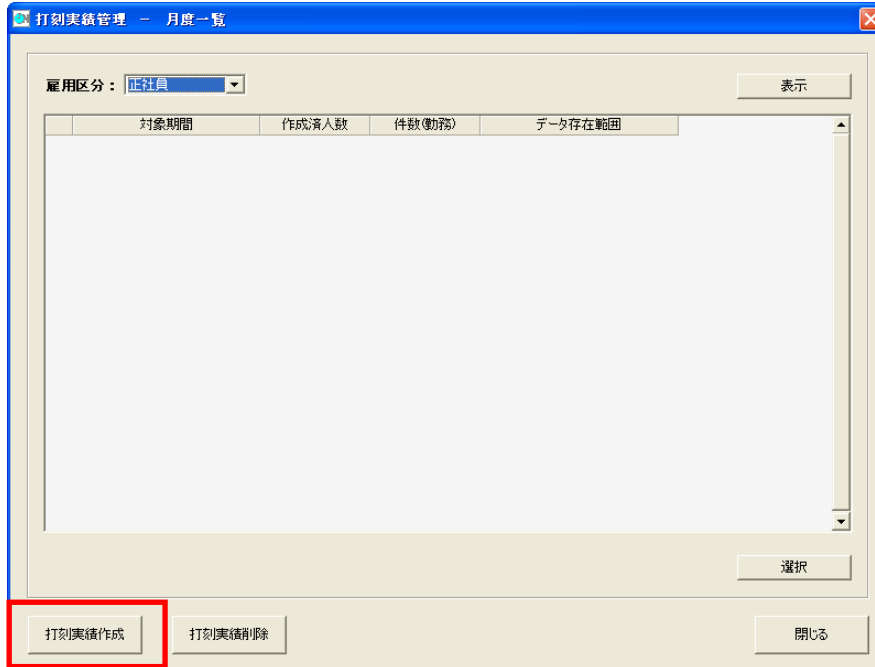 打刻実績管理 － 月度一覧
雇用区分： 正社員 表示
対象期間 作成済人数 件数(勤務) データ存在範囲
選択
打刻実績作成 打刻実績削除 閉じる